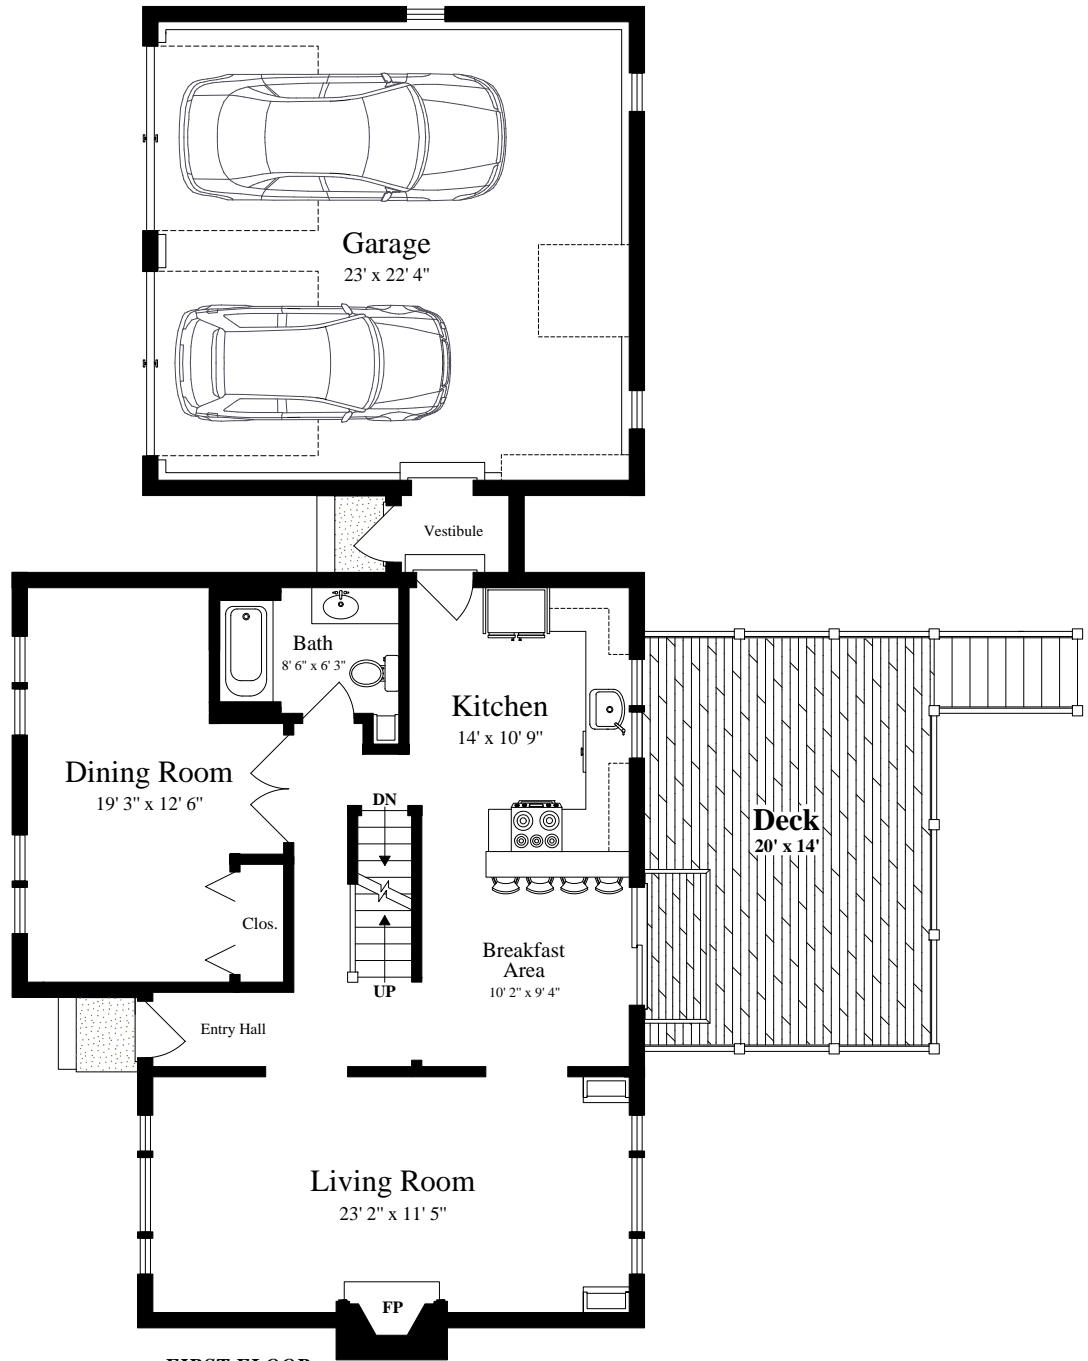 Garage
23' x 22' 4"
Vestibule
Bath
8' 6" x 6' 3"
Kitchen
14' x 10' 9"
Dining Room
19' 3" x 12' 6"
DN
Deck
20' x 14'
Clos.
Breakfast
Area
10' 2" x 9' 4"
UP
Entry Hall
Living Room
23' 2" x 11' 5"
FP
FIRST FLOOR